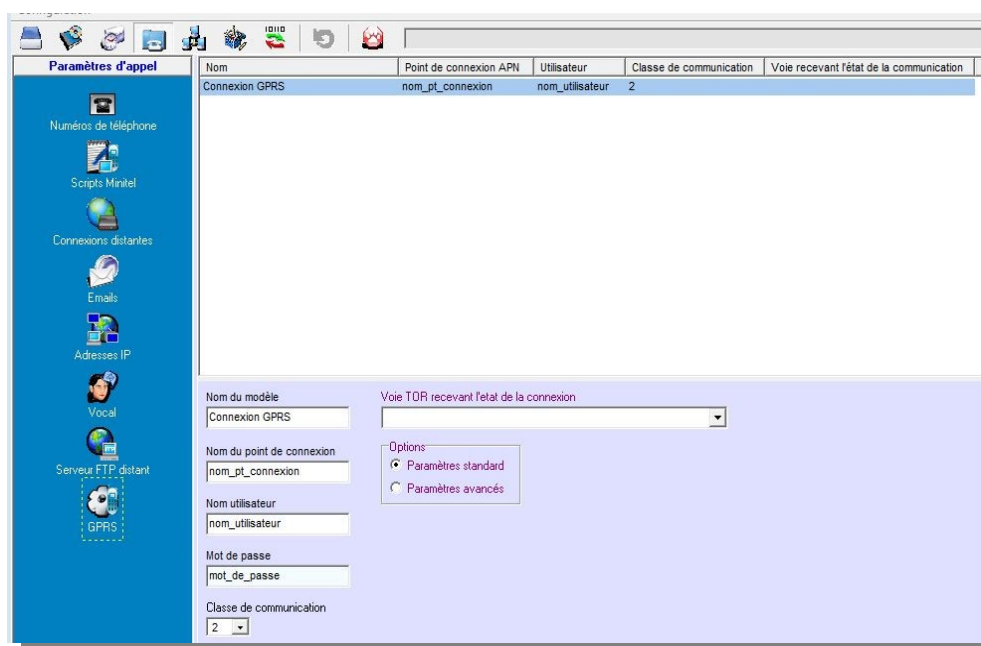 Configuration
Paramètres d'appel
Nom
Point de connexion APN
Utilisateur
Classe de communication
Voie recevant l'état de la communication
Connexion GPRS
nom_pt_connexion
nom_utilisateur
2
Numéros de téléphone
Scripts Minitel
Connexions distantes
Emails
Adresses IP
Vocal
Serveur FTP distant
GPRS
Nom du modèle
Connexion GPRS
Nom du point de connexion
nom_pt_connexion
Nom utilisateur
nom_utilisateur
Mot de passe
mot_de_passe
Classe de communication
2
Voie TOR recevant l'etat de la connexion
Options
Paramètres standard
Paramètres avancés